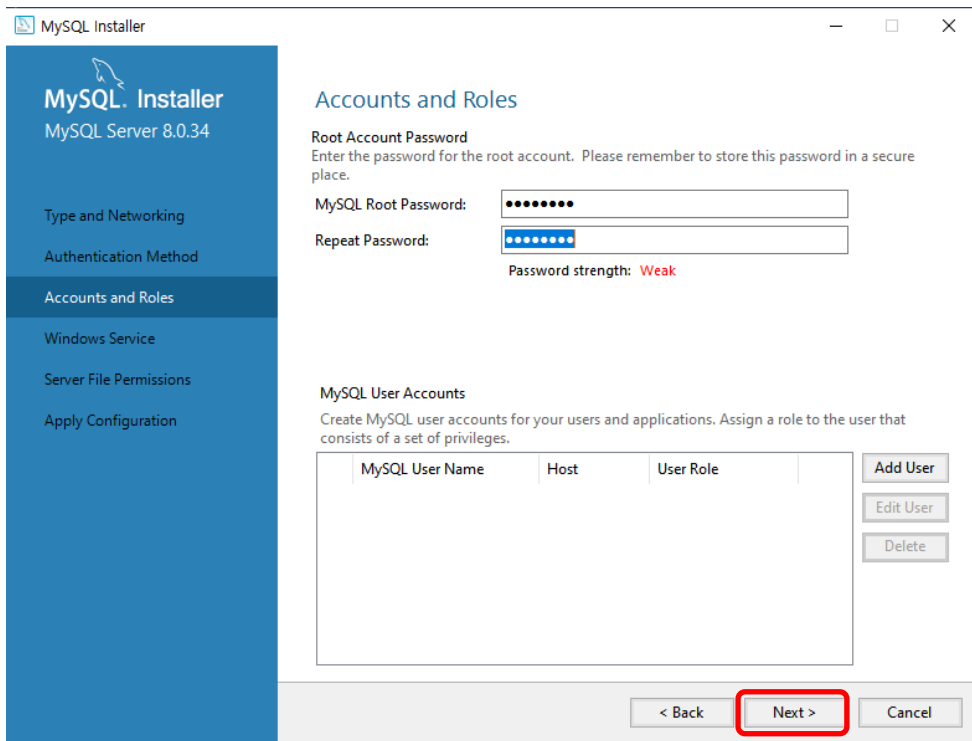 MySQL Installer
MySQL. Installer
MySQL Server 8.0.34
Type and Networking
Authentication Method
Accounts and Roles
Windows Service
Server File Permissions
Apply Configuration
Accounts and Roles
Root Account Password
Enter the password for the root account. Please remember to store this password in a secure
place.
MySQL Root Password: ●●●●●●●●
Repeat Password: ●●●●●●●●
Password strength: Weak
MySQL User Accounts
Create MySQL user accounts for your users and applications. Assign a role to the user that
consists of a set of privileges.
MySQL User Name Host User Role
Add User
Edit User
Delete
< Back Next > Cancel